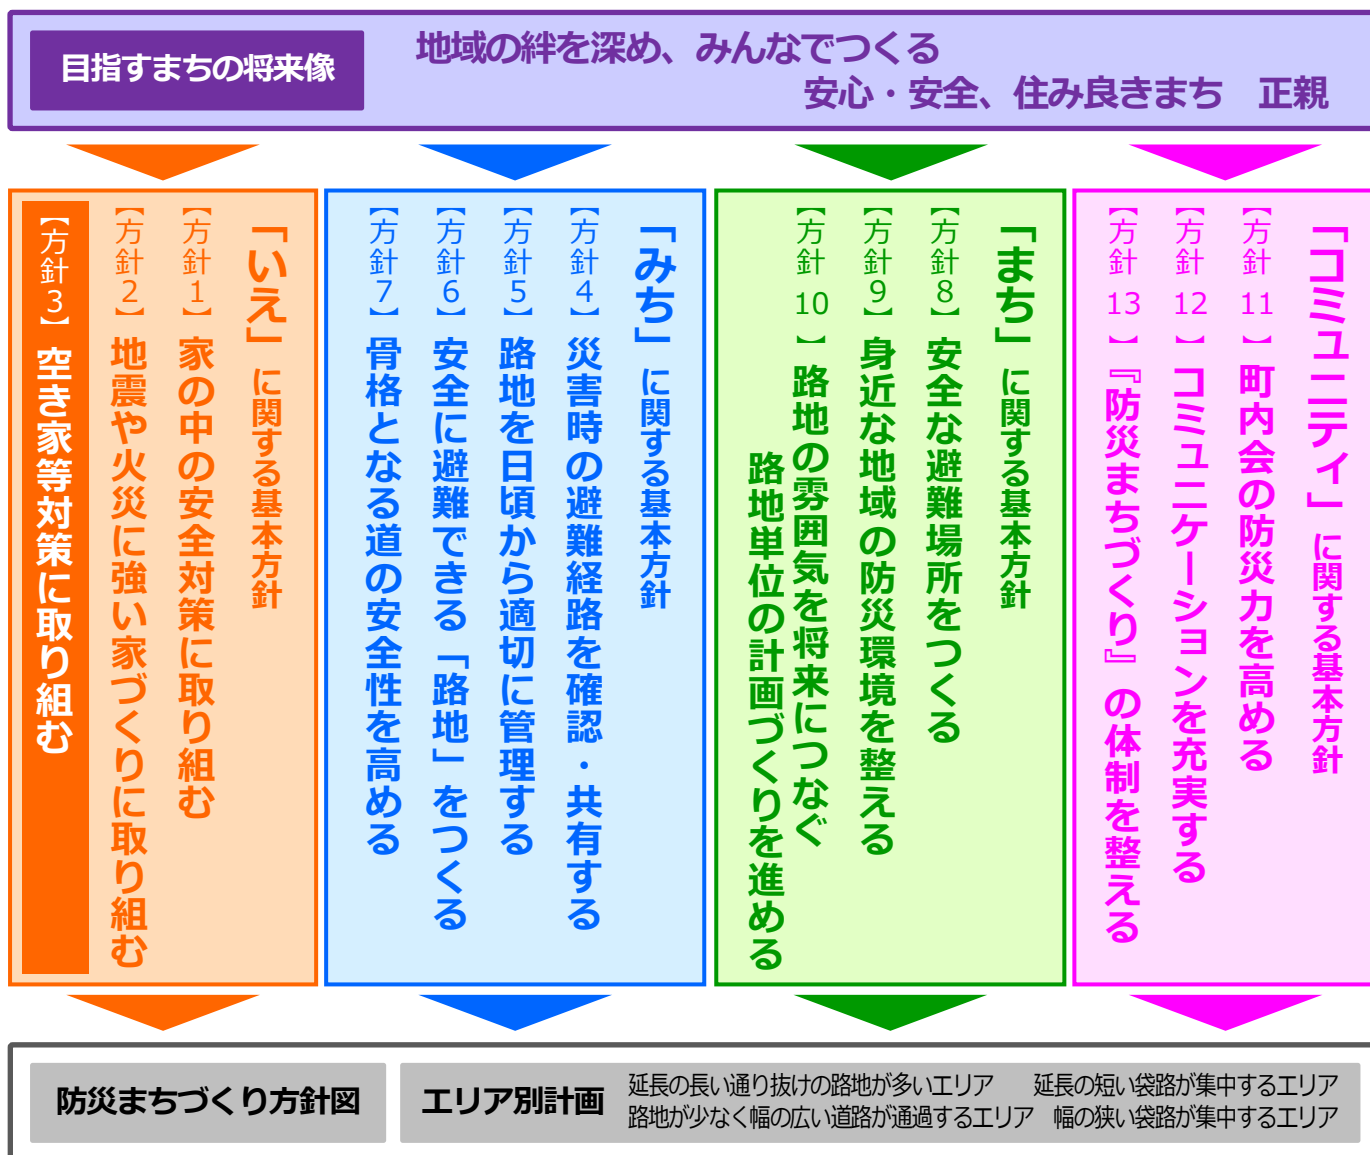 目指すまちの将来像
地域の絆を深め、みんなでつくる
安心・安全、住み良きまち　正親
「いえ」に関する基本方針
【方針1】家の中の安全対策に取り組む
【方針2】地震や火災に強い家づくりに取り組む
【方針3】空き家等対策に取り組む
「みち」に関する基本方針
【方針4】災害時の避難経路を確認・共有する
【方針5】路地を日頃から適切に管理する
【方針6】安全に避難できる「路地」をつくる
【方針7】骨格となる道の安全性を高める
「まち」に関する基本方針
【方針8】安全な避難場所をつくる
【方針9】身近な地域の防災環境を整える
【方針10】路地の雰囲気を将来につなぐ
路地単位の計画づくりを進める
「コミュニティ」に関する基本方針
【方針11】町内会の防災力を高める
【方針12】コミュニケーションを充実する
【方針13】『防災まちづくり』の体制を整える
防災まちづくり方針図
エリア別計画
延長の長い通り抜けの路地が多いエリア　延長の短い袋路が集中するエリア
路地が少なく幅の広い道路が通過するエリア　幅の狭い袋路が集中するエリア